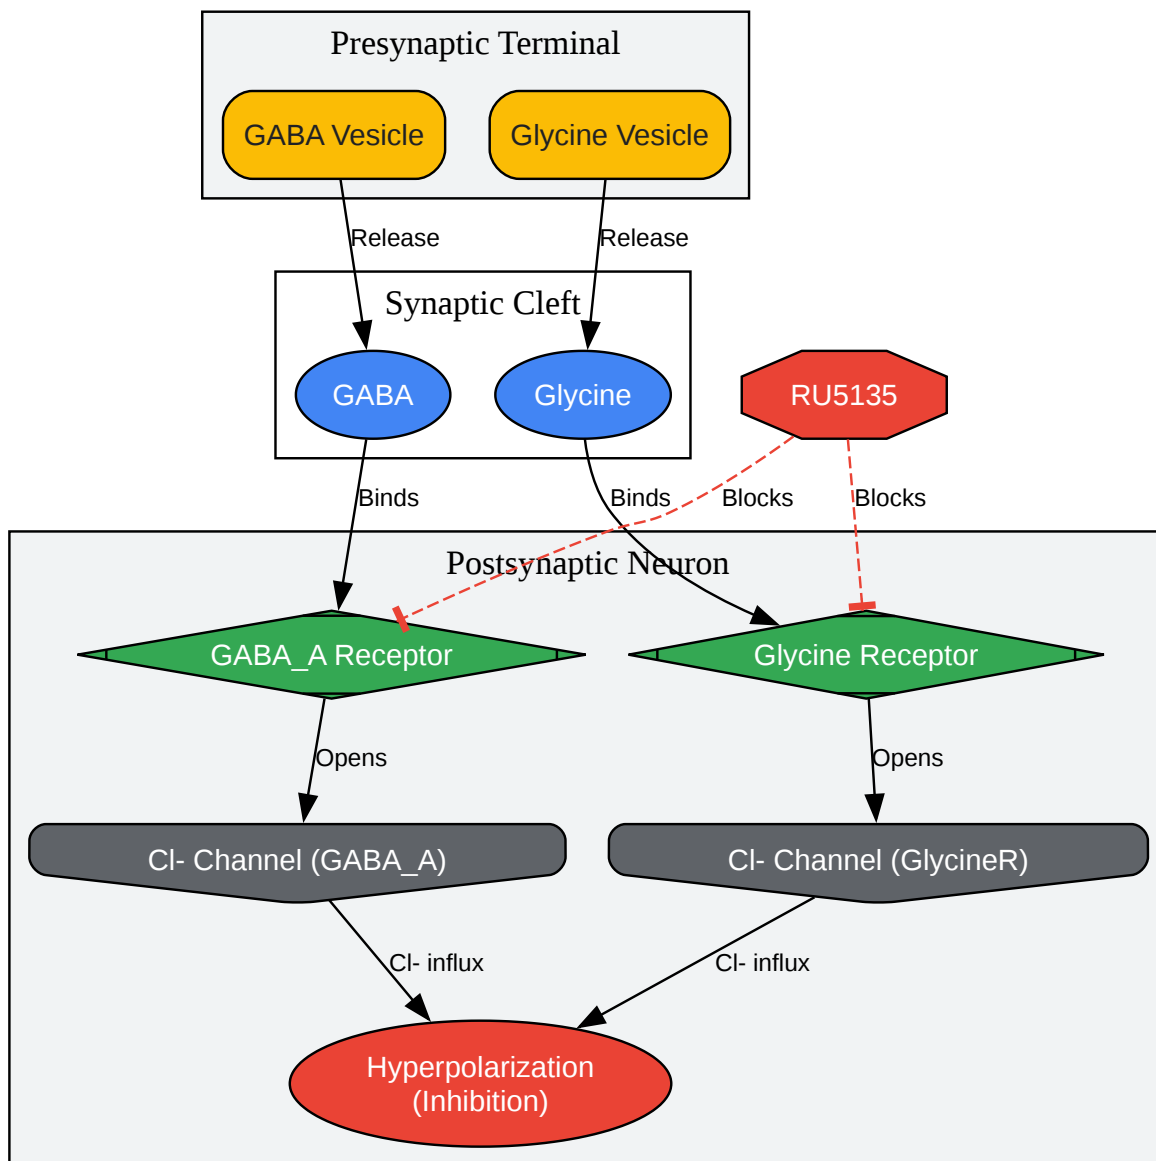 Presynaptic Terminal
GABA Vesicle
Glycine Vesicle
Release
Release
Synaptic Cleft
GABA
Glycine
RU5135
Binds
Binds
Blocks
Blocks
Postsynaptic Neuron
GABA_A Receptor
Glycine Receptor
Opens
Opens
Cl- Channel (GABA_A)
Cl- Channel (GlycineR)
Cl- influx
Cl- influx
Hyperpolarization
(Inhibition)